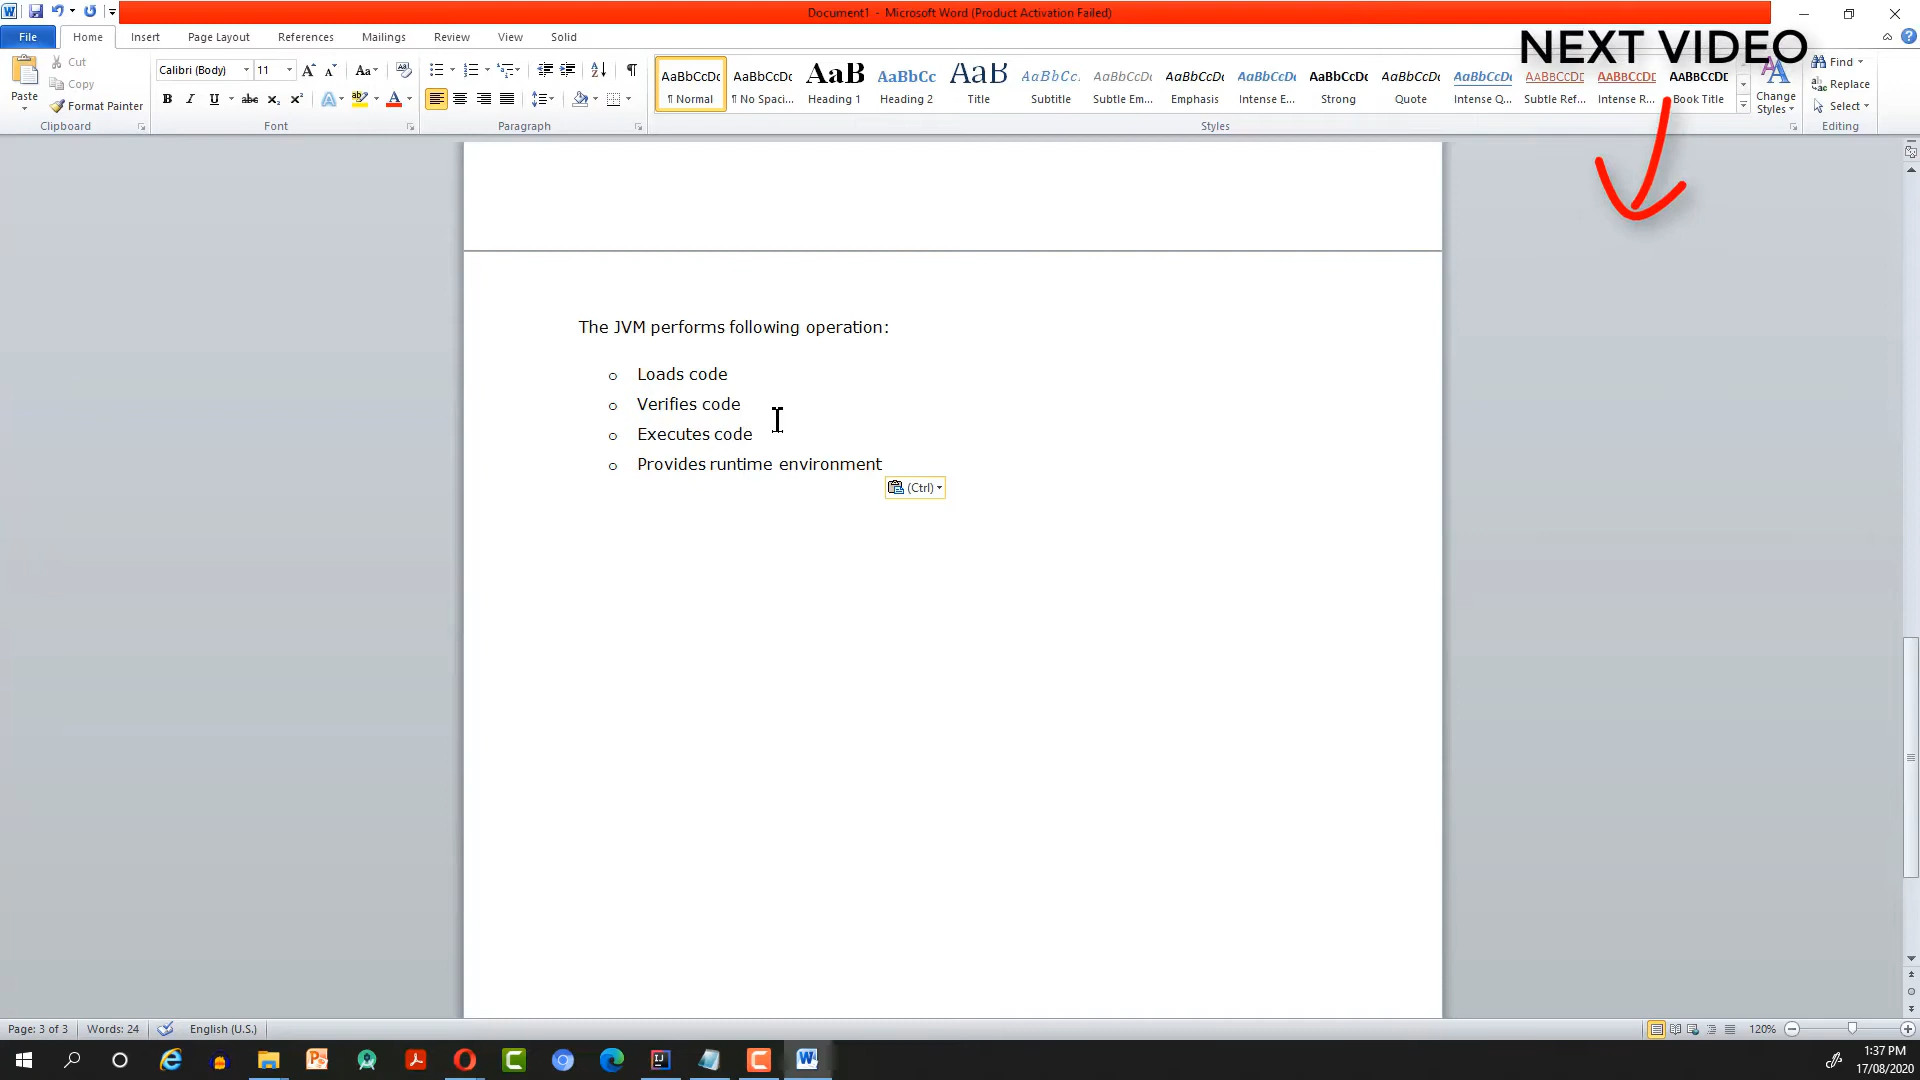 Document1 - Microsoft Word (Product Activation Failed)
File Home Insert Page Layout References Mailings Review View Solid
NEXT VIDEO
Paste
Cut
Copy
Format Painter
Clipboard
Calibri (Body) 11
Font
Paragraph
AaBbCcDc AaBbCcDc AaB AaBbCc AaB AaBbCc. AaBbCcDc AaBbCcDc AaBbCcDc AaBbCcDc AaBbCcDc AaBbCcDc AABBCCDC AABBCCDC AABBCCDC
¶ Normal ¶ No Spaci... Heading 1 Heading 2 Title Subtitle Subtle Em... Emphasis Intense E... Strong Quote Intense Q... Subtle Ref... Intense R... Book Title
Styles
Change
Styles
Find
Replace
Select
Editing
The JVM performs following operation:
o Loads code
o Verifies code
o Executes code
o Provides runtime environment
(Ctrl)
Page: 3 of 3 Words: 24 English (U.S.) 120%
1:37 PM
17/08/2020